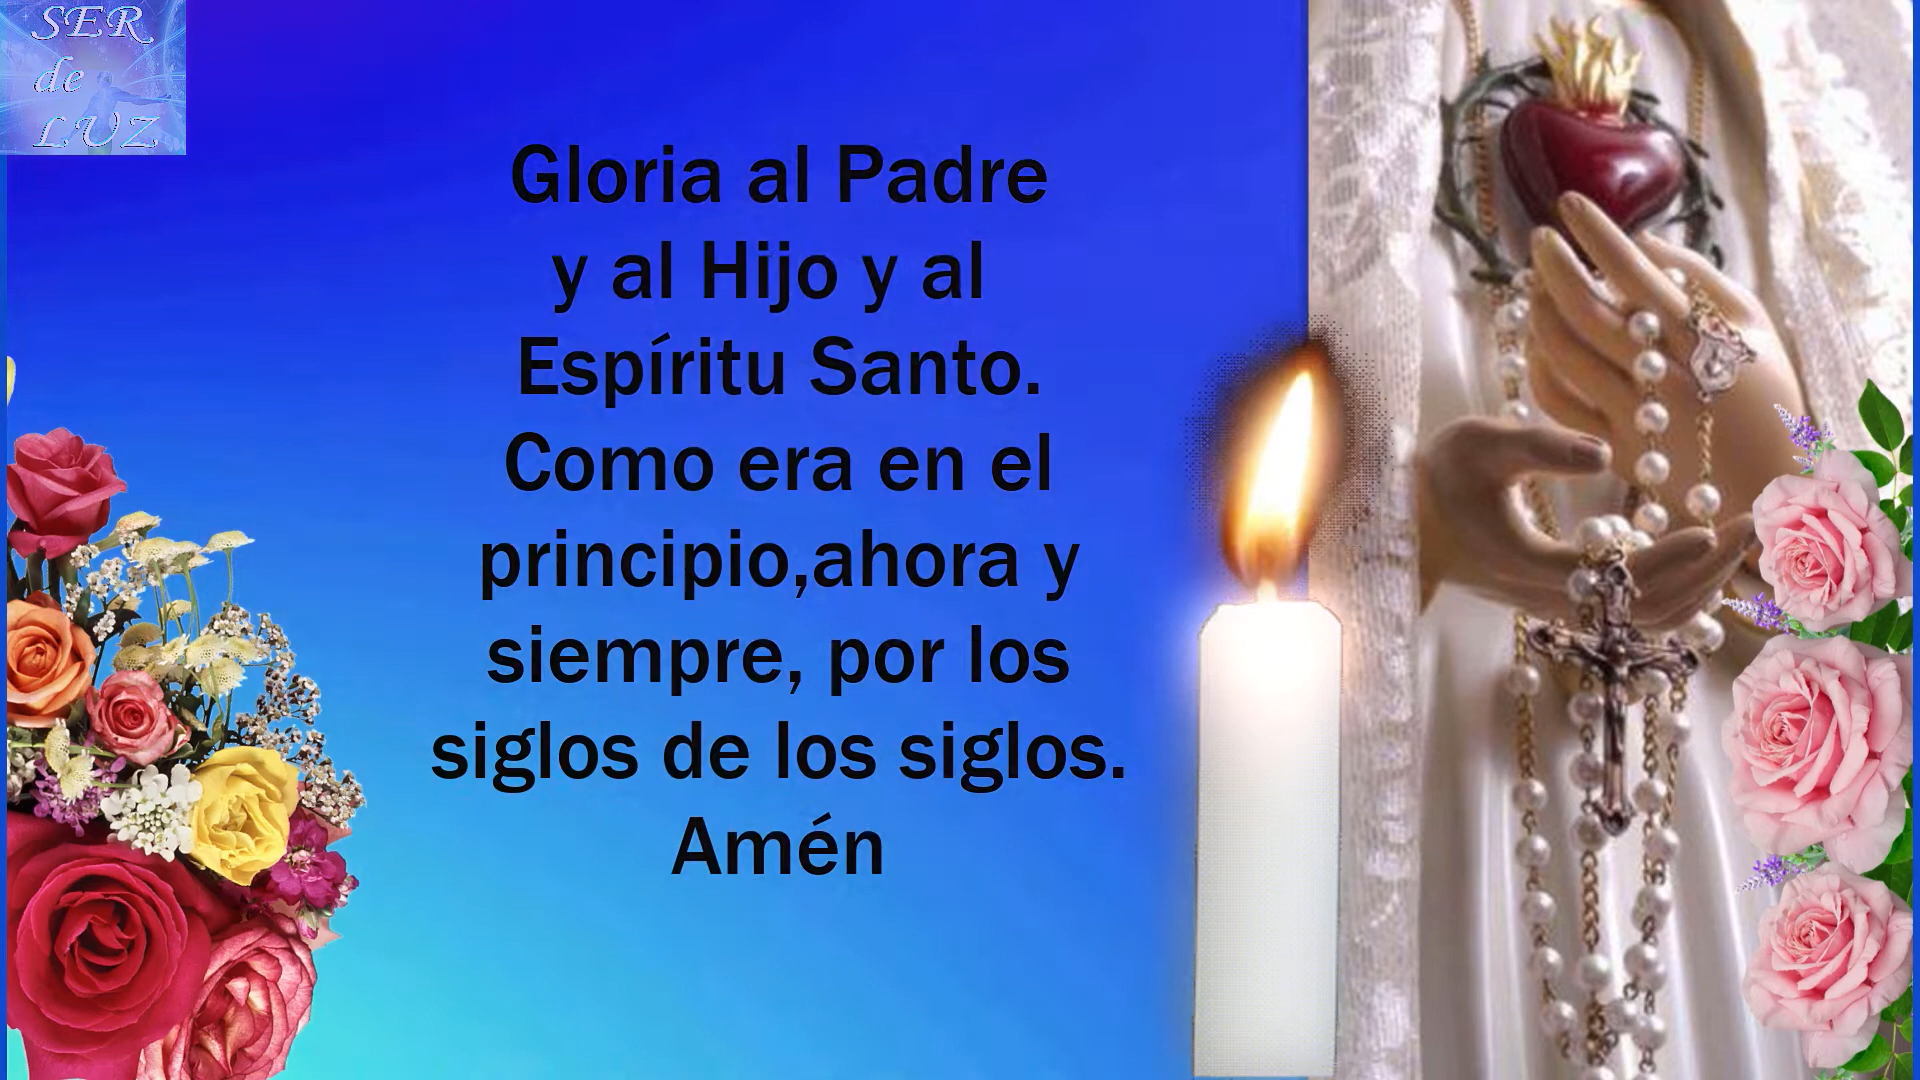 SER
de
LUZ
Gloria al Padre
y al Hijo y al
Espíritu Santo.
Como era en el
principio,ahora y
siempre, por los
siglos de los siglos.
Amén